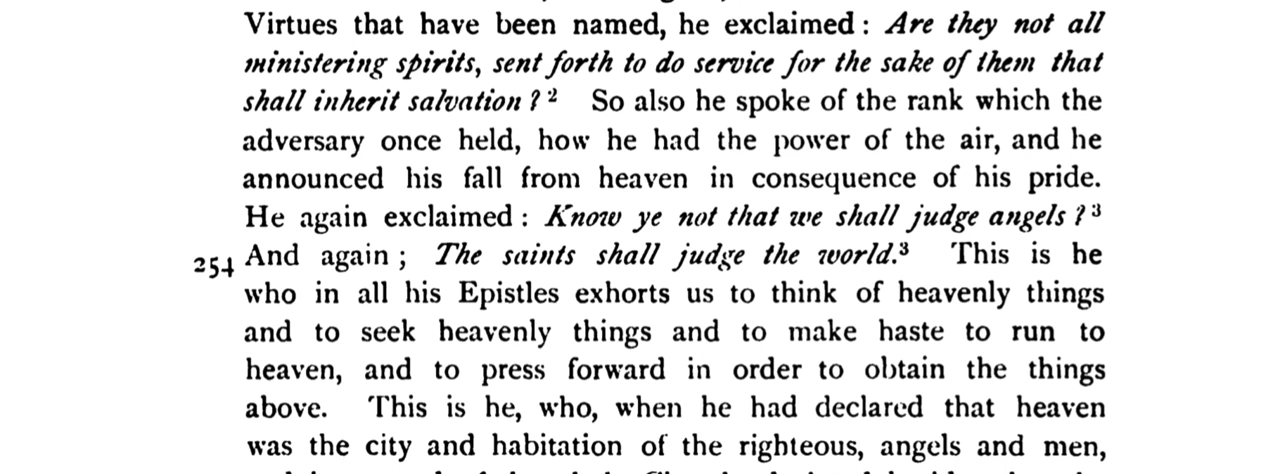 Virtues that have been named, he exclaimed : Are they not all
ministering spirits, sent forth to do service for the sake of them that
shall inherit salvation ? 2 So also he spoke of the rank which the
adversary once held, how he had the power of the air, and he
announced his fall from heaven in consequence of his pride.
He again exclaimed : Know ye not that we shall judge angels ? 3
254 And again ; The saints shall judge the world.3 This is he
who in all his Epistles exhorts us to think of heavenly things
and to seek heavenly things and to make haste to run to
heaven, and to press forward in order to obtain the things
above. This is he, who, when he had declared that heaven
was the city and habitation of the righteous, angels and men,